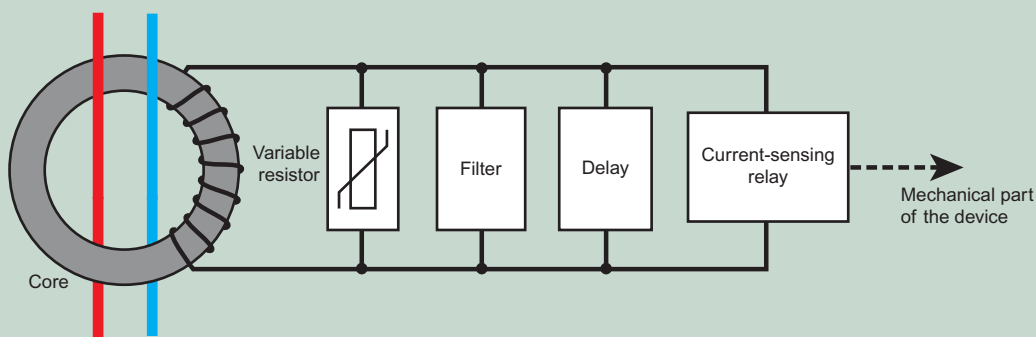 Variable
resistor
Filter
Delay
Current-sensing
relay
Mechanical part
of the device
Core